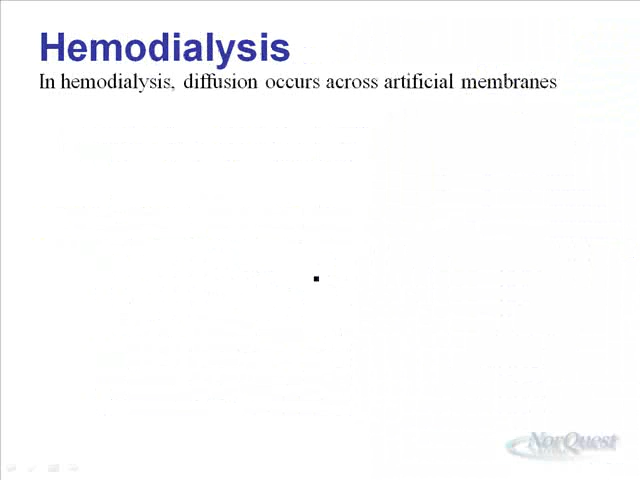 Hemodialysis
In hemodialysis, diffusion occurs across artificial membranes
NorQuest